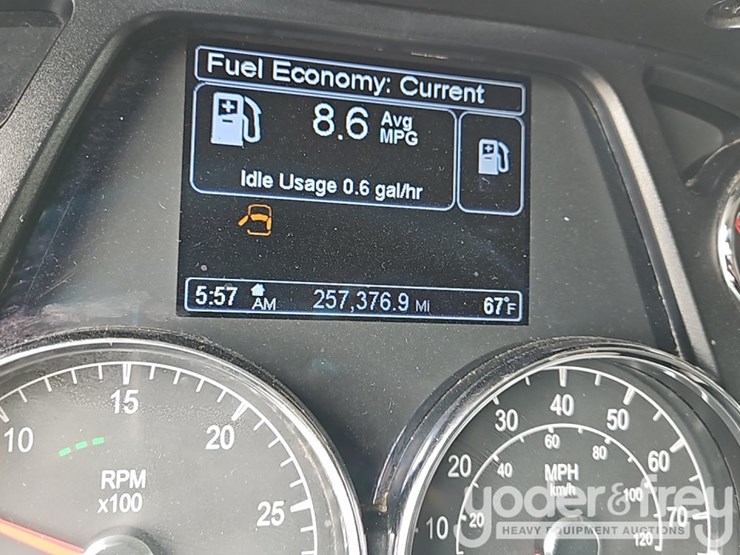 Fuel Economy: Current
8.6 Avg MPG
Idle Usage 0.6 gal/hr
5:57 AM 257,376.9 MI 67°F
10 15 20 25
RPM
x100
10 20 30 40 50 60 70
20 40 60 80 100 120
MPH
km/h
yoder&frey
HEAVY EQUIPMENT AUCTIONS